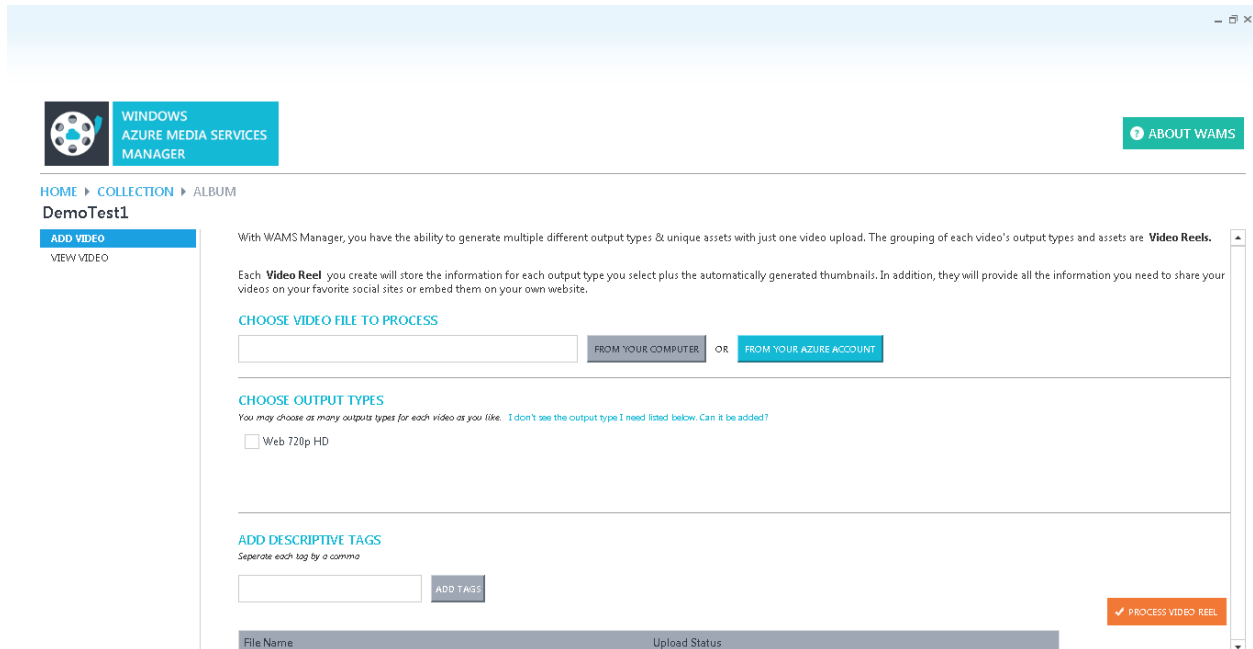 WINDOWS
AZURE MEDIA SERVICES
MANAGER
ABOUT WAMS
HOME COLLECTION ALBUM
DemoTest1
ADD VIDEO
VIEW VIDEO
With WAMS Manager, you have the ability to generate multiple different output types & unique assets with just one video upload. The grouping of each video's output types and assets are Video Reels.
Each Video Reel you create will store the information for each output type you select plus the automatically generated thumbnails. In addition, they will provide all the information you need to share your
videos on your favorite social sites or embed them on your own website.
CHOOSE VIDEO FILE TO PROCESS
FROM YOUR COMPUTER OR FROM YOUR AZURE ACCOUNT
CHOOSE OUTPUT TYPES
You may choose as many outputs types for each video as you like. I don't see the output type I need listed below. Can it be added?
Web 720p HD
ADD DESCRIPTIVE TAGS
Seperate each tag by a comma
ADD TAGS
PROCESS VIDEO REEL
File Name Upload Status